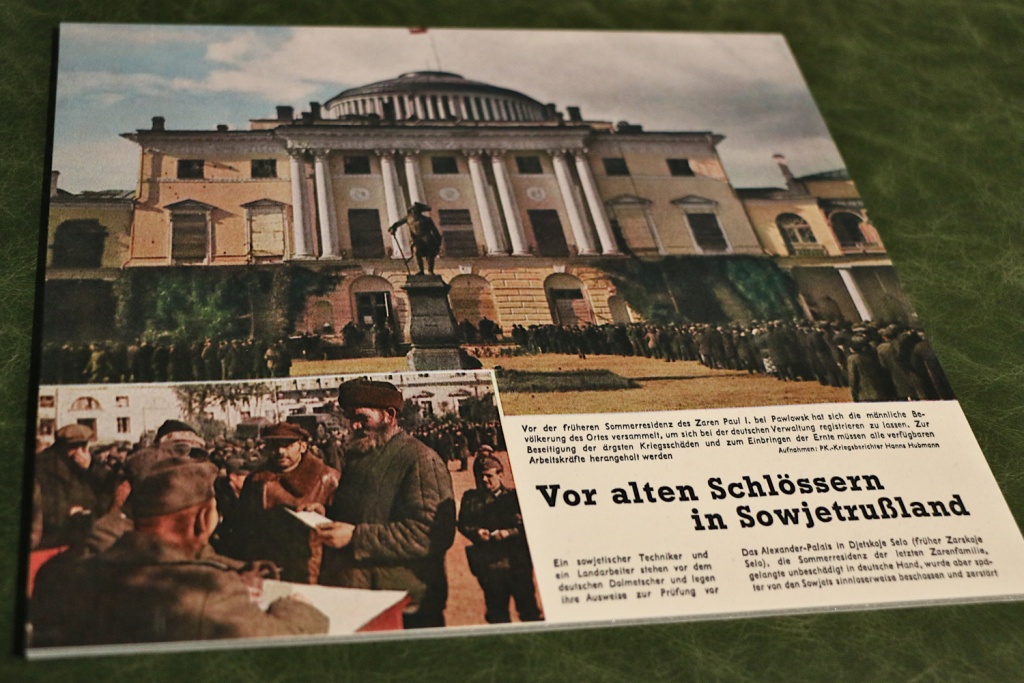 Vor der früheren Sommerresidenz des Zaren Paul I. bei Pawlowsk hat sich die männliche Be-
völkerung des Ortes versammelt, um sich bei der deutschen Verwaltung registrieren zu lassen. Zur
Beseitigung der ärgsten Kriegsschäden und zum Einbringen der Ernte müssen alle verfügbaren
Arbeitskräfte herangeholt werden
Aufnahmen: PK.-Kriegsberichter Hanns Hubmann
Vor alten Schlössern
in Sowjetrußland
Ein sowjetischer Techniker und
ein Landarbeiter stehen vor dem
deutschen Dolmetscher und legen
ihre Ausweise zur Prüfung vor
Das Alexander-Palais in Djetskoje Selo (früher Zarskoje
Selo), die Sommerresidenz der letzten Zarenfamilie,
gelangte unbeschädigt in deutsche Hand, wurde aber spä-
ter von den Sowjets sinnloserweise beschossen und zerstört